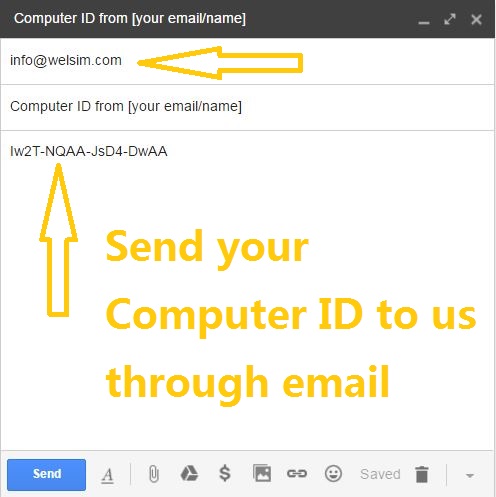 Computer ID from [your email/name]
info@welsim.com
Computer ID from [your email/name]
Iw2T-NQAA-JsD4-DwAA
Send your
Computer ID to us
through email
Send A $ Saved